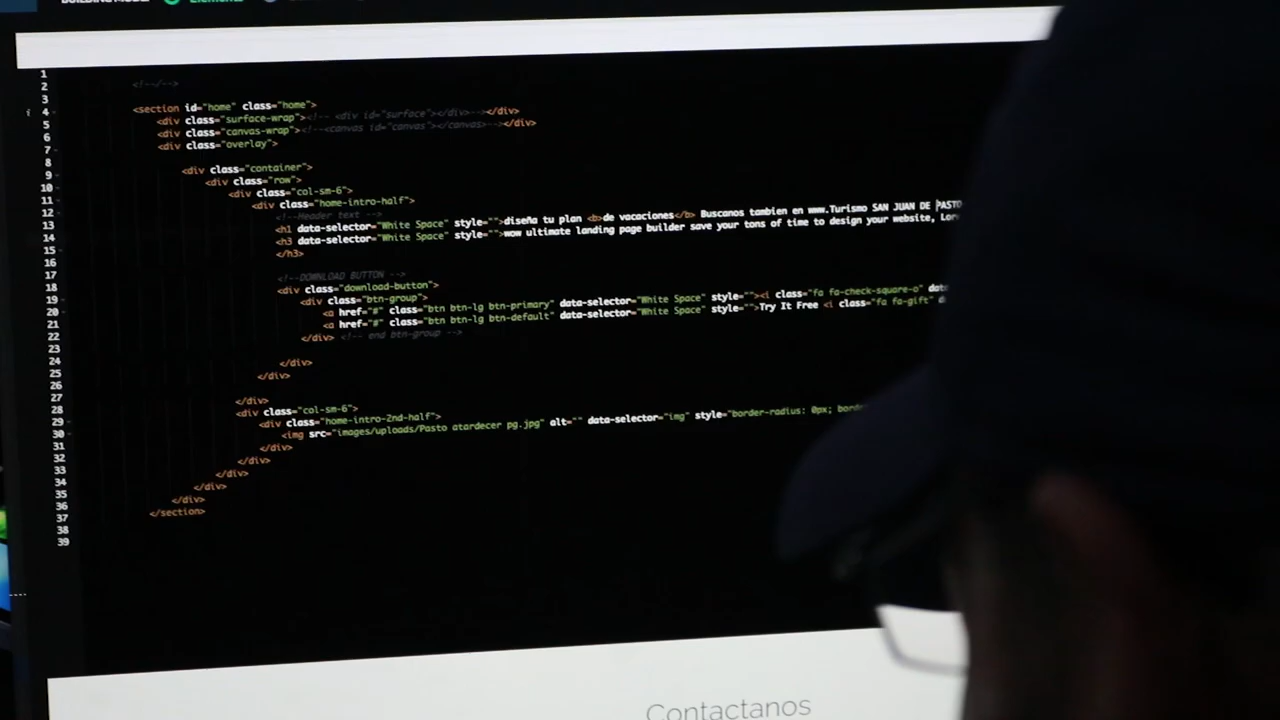 1
2 <!--/-->
3
4 <section id="home" class="home">
5 <div class="surface-wrap"><!-- <div id="surface"></div>--></div>
6 <div class="canvas-wrap"><!--<canvas id="canvas"></canvas>--></div>
7 <div class="overlay">
8
9 <div class="container">
10 <div class="row">
11 <div class="col-sm-6">
12 <div class="home-intro-half">
13 <!--Header text -->
14 <h1 data-selector="White Space" style="">diseña tu plan <b>de vacaciones</b> Buscanos tambien en www.Turismo SAN JUAN DE PASTO
15 <h3 data-selector="White Space" style="">wow ultimate landing page builder save your tons of time to design your website,
16 </h3>
17
18 <!--DOWNLOAD BUTTON -->
19 <div class="download-button">
20 <div class="btn-group">
21 <a href="#" class="btn btn-lg btn-primary" data-selector="White Space" style=""><i class="fa fa-check-square-o"
22 <a href="#" class="btn btn-lg btn-default" data-selector="White Space" style="">Try It Free <i class="fa fa-gift"
23 </div> <!-- end btn-group -->
24
25 </div>
26 </div>
27
28 </div>
29 <div class="col-sm-6">
30 <div class="home-intro-2nd-half">
31 <img src="images/uploads/Pasto atardecer pg.jpg" alt="" data-selector="img" style="border-radius: 0px;
32 </div>
33 </div>
34 </div>
35 </div>
36 </div>
37 </section>
38
39
Contactanos